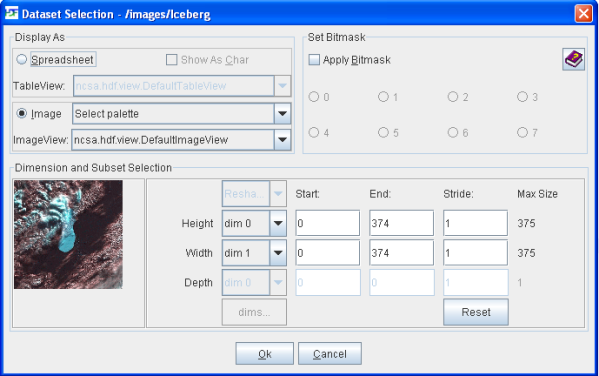 Dataset Selection - /images/Iceberg
Display As
Spreadsheet
Show As Char
TableView: ncsa.hdf.view.DefaultTableView
Image Select palette
ImageView: ncsa.hdf.view.DefaultImageView
Set Bitmask
Apply Bitmask
0 1 2 3
4 5 6 7
Dimension and Subset Selection
Resha... Start: End: Stride: Max Size
Height dim 0 0 374 1 375
Width dim 1 0 374 1 375
Depth dim 0 0 0 1 1
dims... Reset
Ok Cancel